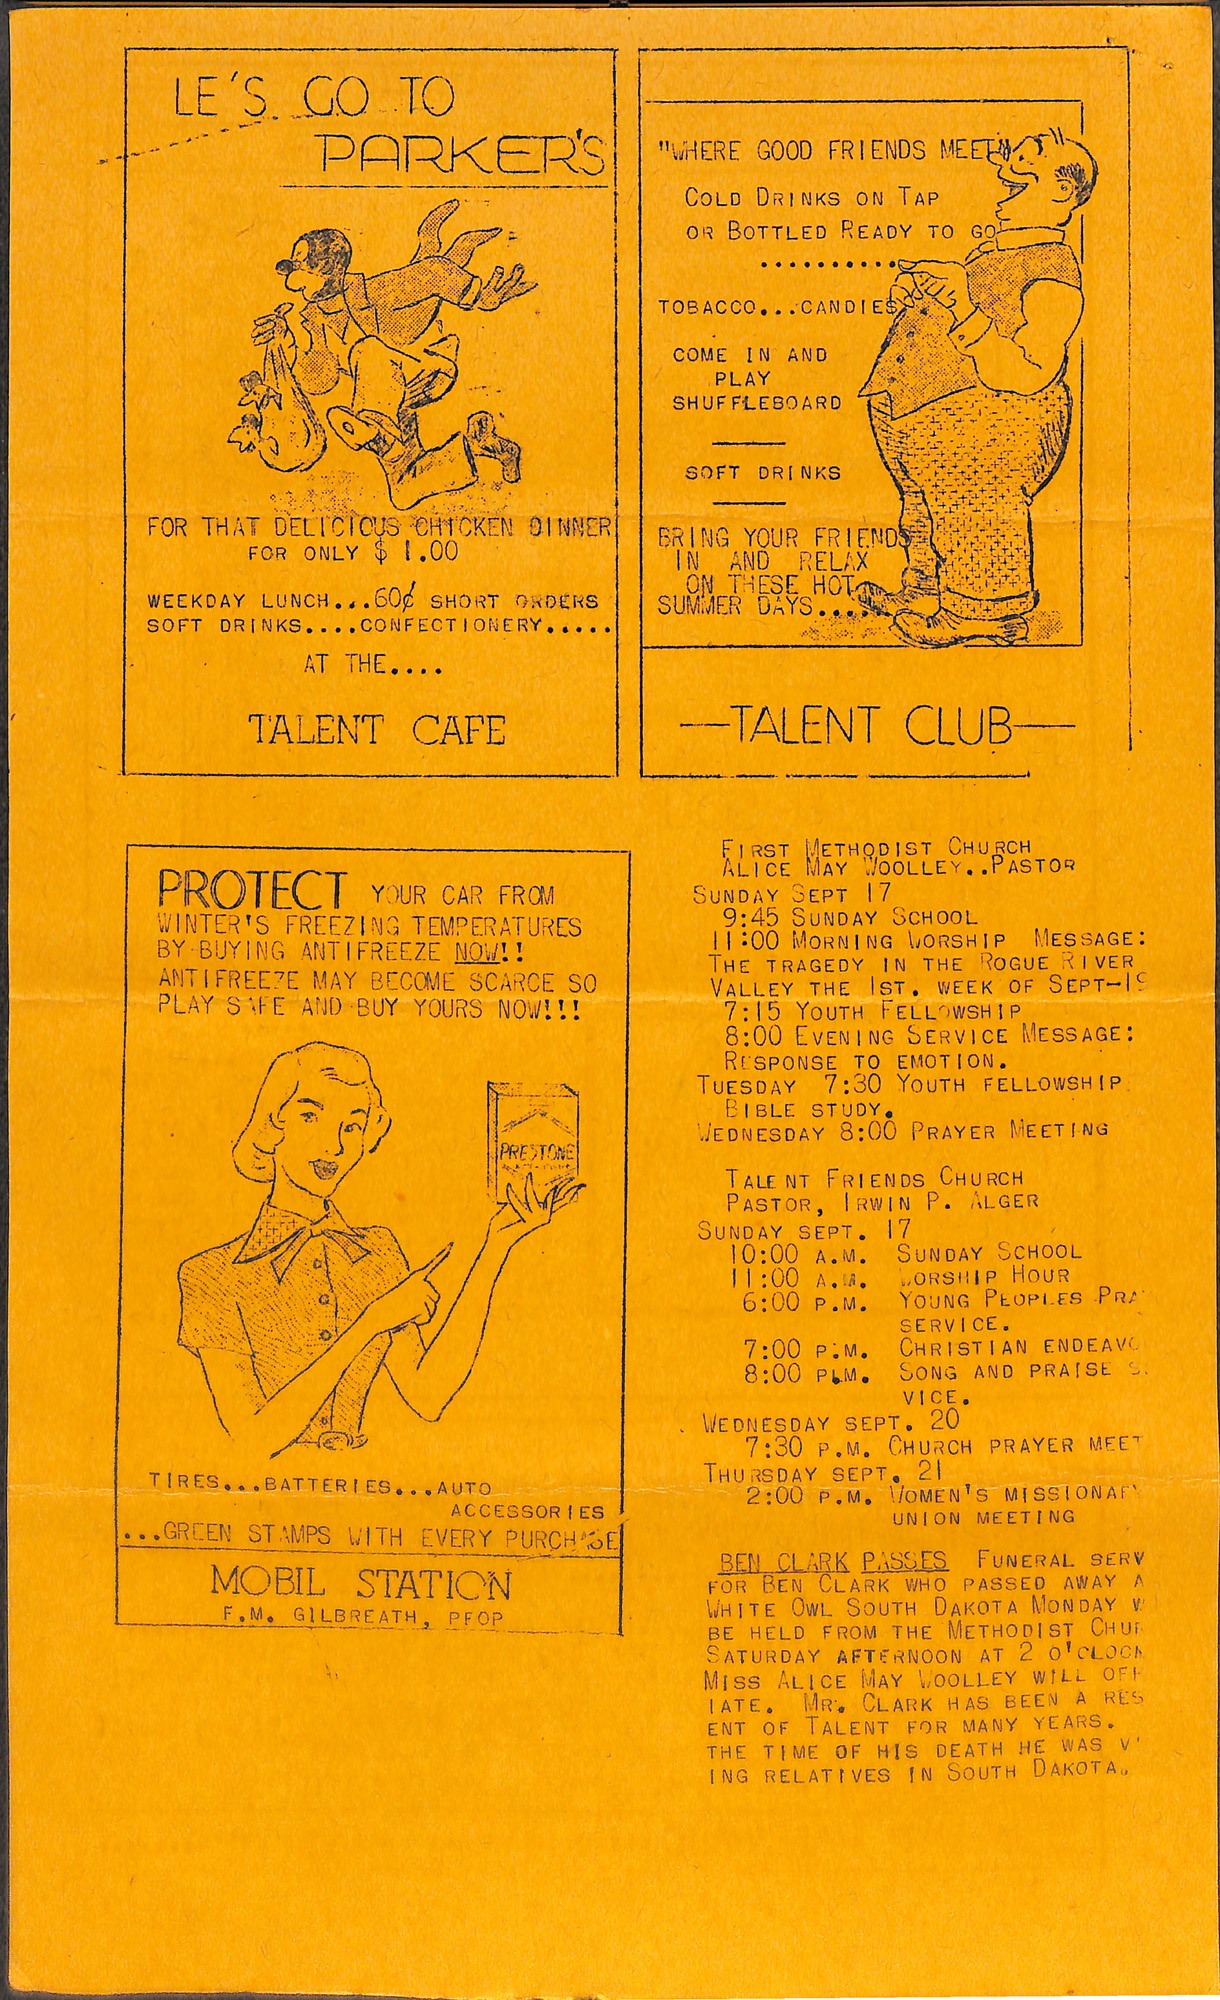 LE'S GO TO
PARKER'S
FOR THAT DELICIOUS CHICKEN DINNER
FOR ONLY $ 1.00
WEEKDAY LUNCH...60¢ SHORT ORDERS
SOFT DRINKS....CONFECTIONERY.....
AT THE....
TALENT CAFE
"WHERE GOOD FRIENDS MEET"
COLD DRINKS ON TAP
OR BOTTLED READY TO GO
..........
TOBACCO...CANDIES
COME IN AND
PLAY
SHUFFLEBOARD
SOFT DRINKS
BRING YOUR FRIENDS
IN AND RELAX
ON THESE HOT
SUMMER DAYS.....
—TALENT CLUB—
PROTECT YOUR CAR FROM
WINTER'S FREEZING TEMPERATURES
BY BUYING ANTIFREEZE NOW!!
ANTIFREEZE MAY BECOME SCARCE SO
PLAY SAFE AND BUY YOURS NOW!!!
PRESTONE
TIRES...BATTERIES...AUTO
ACCESSORIES
...GREEN STAMPS WITH EVERY PURCHASE
MOBIL STATION
F.M. GILBREATH, PROP
FIRST METHODIST CHURCH
ALICE MAY WOOLLEY..PASTOR
SUNDAY SEPT 17
9:45 SUNDAY SCHOOL
11:00 MORNING WORSHIP MESSAGE:
THE TRAGEDY IN THE ROGUE RIVER
VALLEY THE 1ST. WEEK OF SEPT-19
7:15 YOUTH FELLOWSHIP
8:00 EVENING SERVICE MESSAGE:
RESPONSE TO EMOTION.
TUESDAY 7:30 YOUTH FELLOWSHIP
BIBLE STUDY.
WEDNESDAY 8:00 PRAYER MEETING
TALENT FRIENDS CHURCH
PASTOR, IRWIN P. ALGER
SUNDAY SEPT. 17
10:00 A.M. SUNDAY SCHOOL
11:00 A.M. WORSHIP HOUR
6:00 P.M. YOUNG PEOPLES PRA
SERVICE.
7:00 P.M. CHRISTIAN ENDEAVO
8:00 P.M. SONG AND PRAISE S
VICE.
WEDNESDAY SEPT. 20
7:30 P.M. CHURCH PRAYER MEET
THURSDAY SEPT. 21
2:00 P.M. WOMEN'S MISSIONARY
UNION MEETING
BEN CLARK PASSES FUNERAL SERV
FOR BEN CLARK WHO PASSED AWAY A
WHITE OWL SOUTH DAKOTA MONDAY W
BE HELD FROM THE METHODIST CHUR
SATURDAY AFTERNOON AT 2 O'CLOCK
MISS ALICE MAY WOOLLEY WILL OFF
IATE. MR. CLARK HAS BEEN A RES
ENT OF TALENT FOR MANY YEARS.
THE TIME OF HIS DEATH HE WAS V
ING RELATIVES IN SOUTH DAKOTA.